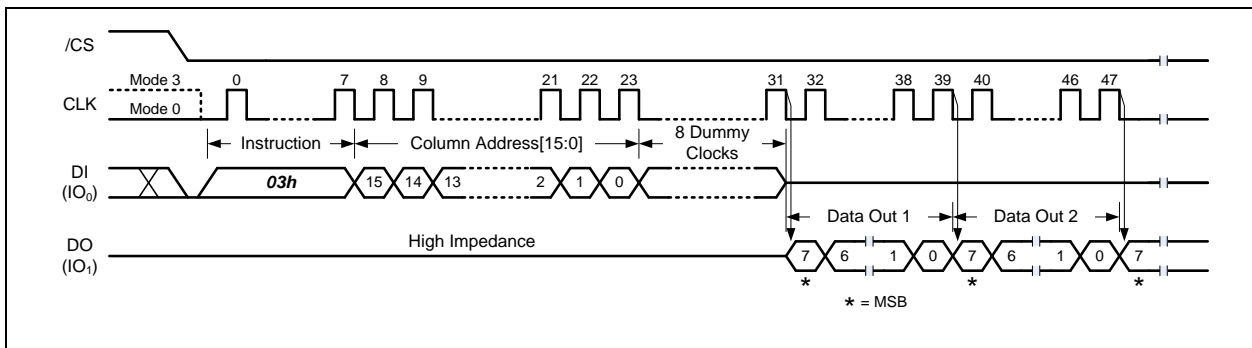 /CS
Mode 3 0 7 8 9 21 22 23 31 32 38 39 40 46 47
CLK Mode 0
Instruction Column Address[15:0] 8 Dummy
Clocks
DI
(IO0) 03h 15 14 13 2 1 0
Data Out 1 Data Out 2
DO High Impedance
(IO1) 7 6 1 0 7 6 1 0 7
* * *
* = MSB